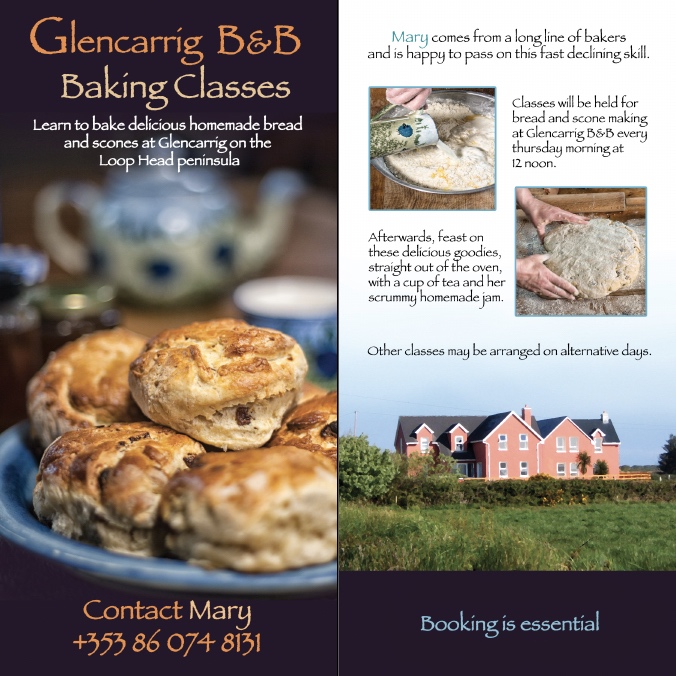 Glencarrig B&B
Baking Classes
Learn to bake delicious homemade bread
and scones at Glencarrig on the
Loop Head peninsula
Contact Mary
+353 86 074 8131
Mary comes from a long line of bakers
and is happy to pass on this fast declining skill.
Classes will be held for
bread and scone making
at Glencarrig B&B every
thursday morning at
12 noon.
Afterwards, feast on
these delicious goodies,
straight out of the oven,
with a cup of tea and her
scrummy homemade jam.
Other classes may be arranged on alternative days.
Booking is essential